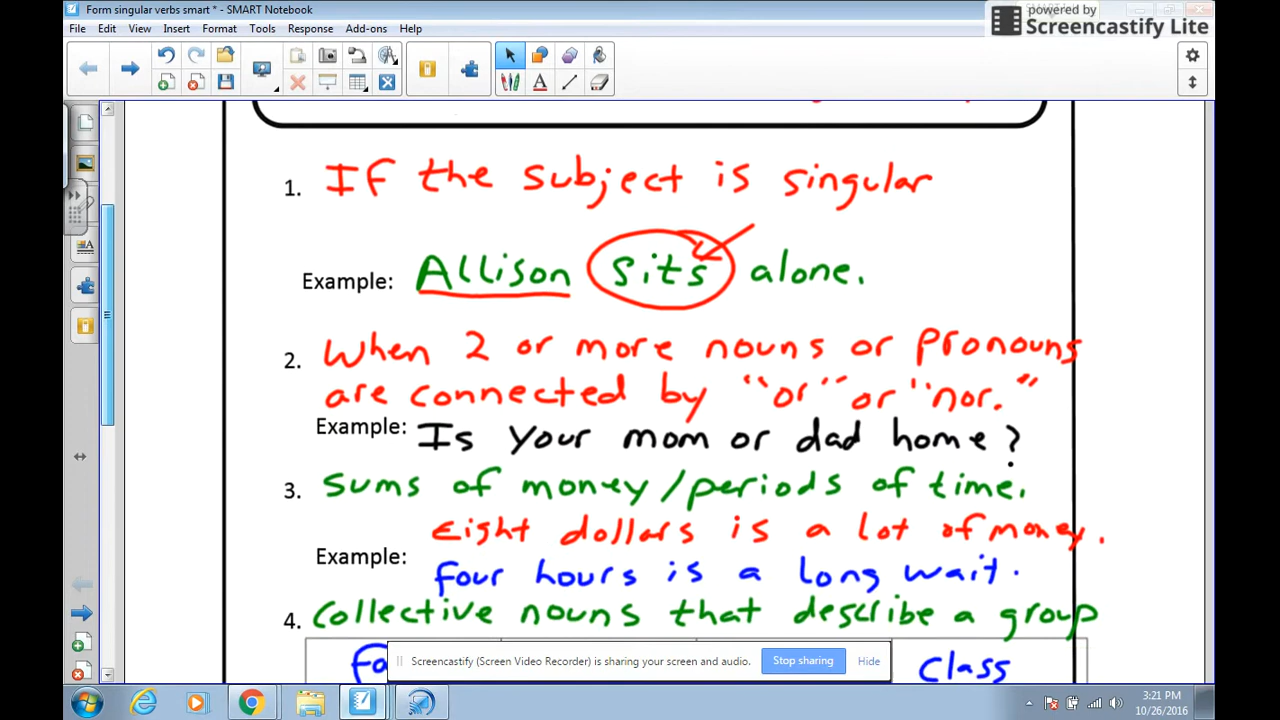 Form singular verbs smart * - SMART Notebook
powered by
Screencastify Lite
File Edit View Insert Format Tools Response Add-ons Help
1. If the subject is singular
Example: Allison sits alone.
2. When 2 or more nouns or pronouns
are connected by "or" or "nor."
Example: Is your mom or dad home?
3. Sums of money/periods of time.
Eight dollars is a lot of money.
Example:
Four hours is a long wait.
4. Collective nouns that describe a group
Screencastify (Screen Video Recorder) is sharing your screen and audio. Stop sharing Hide
class
3:21 PM
10/26/2016